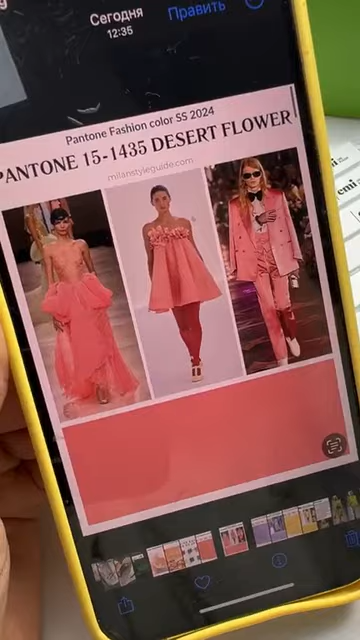 Сегодня
Править
12:35
Pantone Fashion color SS 2024
PANTONE 15-1435 DESERT FLOWER
milanstyleguide.com